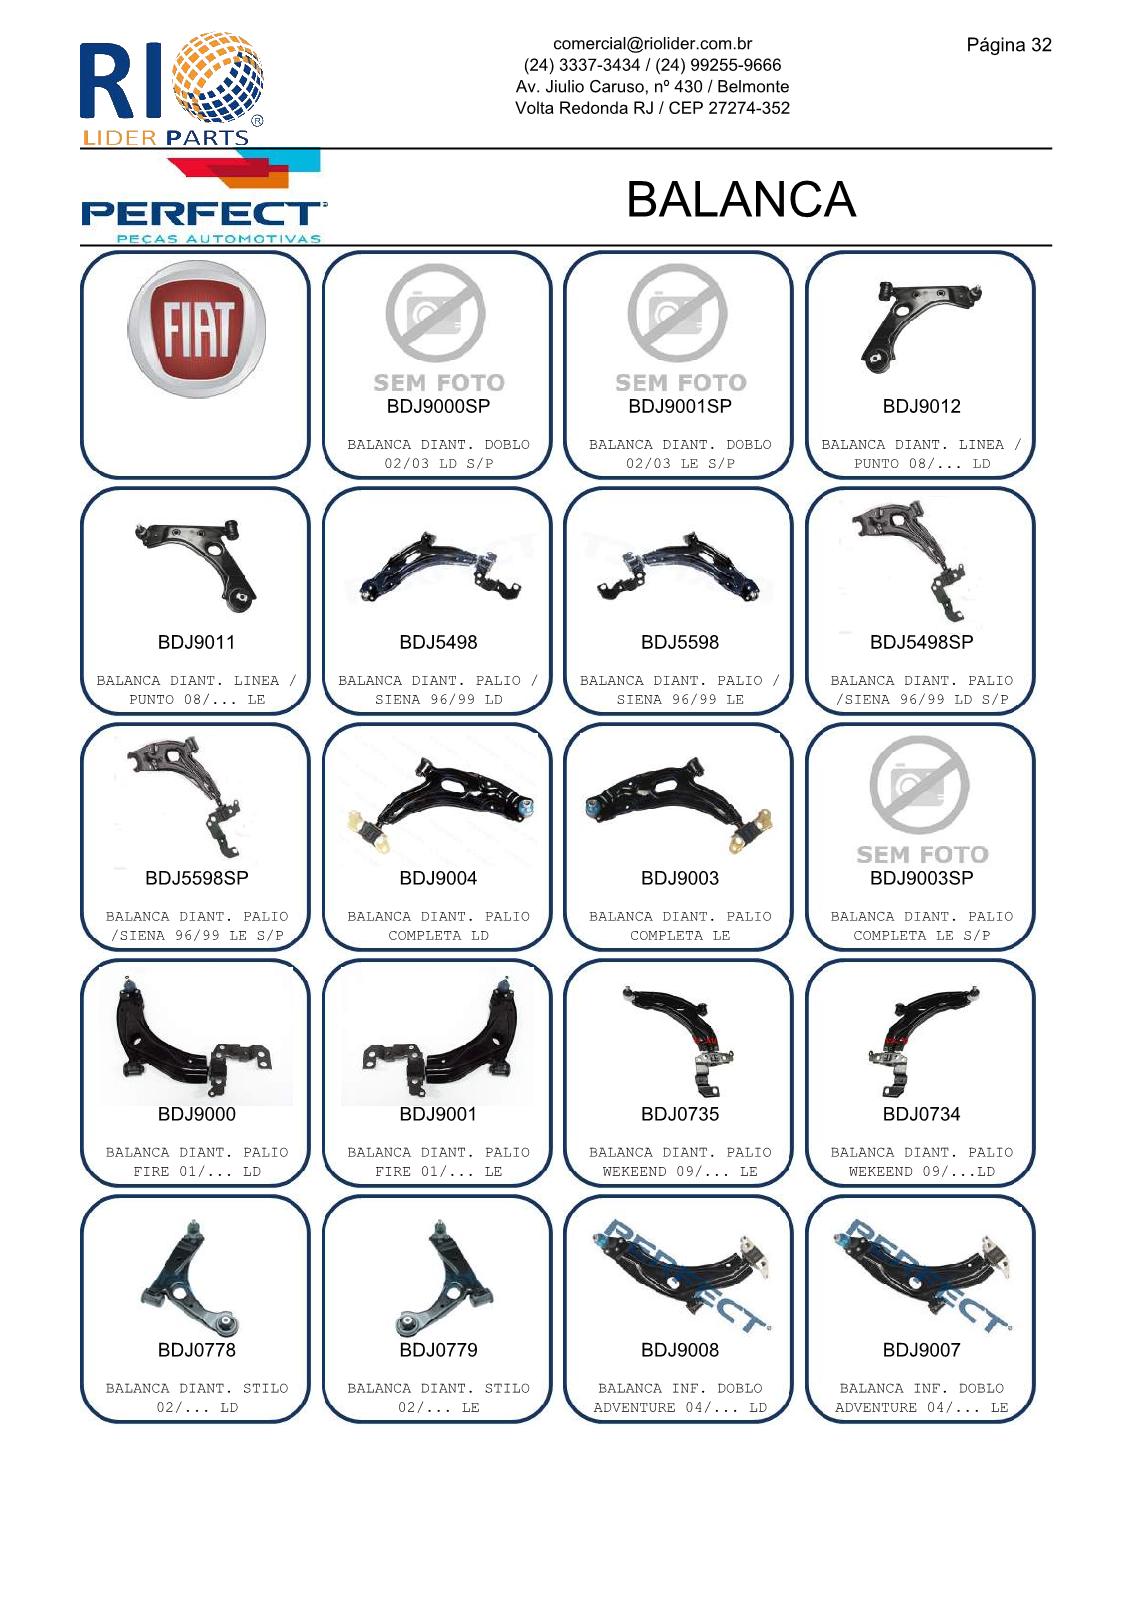 RIO
LIDER PARTS
®
comercial@riolider.com.br
(24) 3337-3434 / (24) 99255-9666
Av. Jiulio Caruso, nº 430 / Belmonte
Volta Redonda RJ / CEP 27274-352
Página 32
PERFECT
PEÇAS AUTOMOTIVAS
BALANCA
FIAT
SEM FOTO
BDJ9000SP
BALANCA DIANT. DOBLO
02/03 LD S/P
SEM FOTO
BDJ9001SP
BALANCA DIANT. DOBLO
02/03 LE S/P
BDJ9012
BALANCA DIANT. LINEA /
PUNTO 08/... LD
BDJ9011
BALANCA DIANT. LINEA /
PUNTO 08/... LE
BDJ5498
BALANCA DIANT. PALIO /
SIENA 96/99 LD
BDJ5598
BALANCA DIANT. PALIO /
SIENA 96/99 LE
BDJ5498SP
BALANCA DIANT. PALIO
/SIENA 96/99 LD S/P
BDJ5598SP
BALANCA DIANT. PALIO
/SIENA 96/99 LE S/P
BDJ9004
BALANCA DIANT. PALIO
COMPLETA LD
BDJ9003
BALANCA DIANT. PALIO
COMPLETA LE
SEM FOTO
BDJ9003SP
BALANCA DIANT. PALIO
COMPLETA LE S/P
BDJ9000
BALANCA DIANT. PALIO
FIRE 01/... LD
BDJ9001
BALANCA DIANT. PALIO
FIRE 01/... LE
BDJ0735
BALANCA DIANT. PALIO
WEKEEND 09/... LE
BDJ0734
BALANCA DIANT. PALIO
WEKEEND 09/...LD
BDJ0778
BALANCA DIANT. STILO
02/... LD
BDJ0779
BALANCA DIANT. STILO
02/... LE
PERFECT
BDJ9008
BALANCA INF. DOBLO
ADVENTURE 04/... LD
PERFECT
BDJ9007
BALANCA INF. DOBLO
ADVENTURE 04/... LE